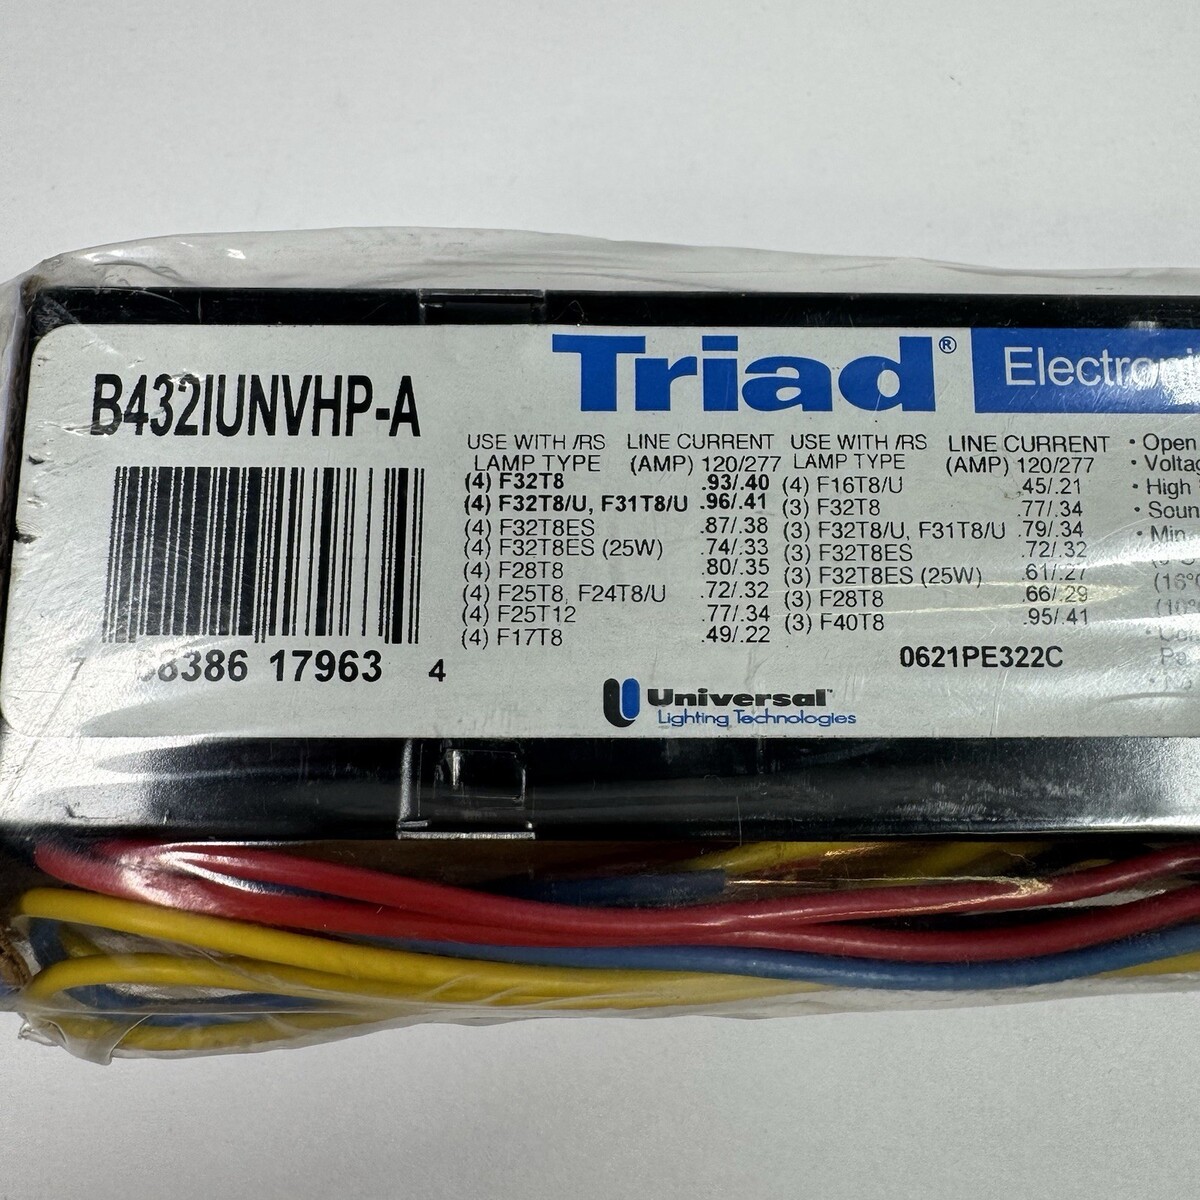 B432IUNVHP-A
Triad®
7 8386 17963 4
USE WITH /RS LAMP TYPE LINE CURRENT (AMP) 120/277
(4) F32T8 .93/.40
(4) F32T8/U, F31T8/U .96/.41
(4) F32T8ES .87/.38
(4) F32T8ES (25W) .74/.33
(4) F28T8 .80/.35
(4) F25T8, F24T8/U .72/.32
(4) F25T12 .77/.34
(4) F17T8 .49/.22
USE WITH /RS LAMP TYPE LINE CURRENT (AMP) 120/277
(4) F16T8/U .45/.21
(3) F32T8 .77/.34
(3) F32T8/U, F31T8/U .79/.34
(3) F32T8ES .72/.32
(3) F32T8ES (25W) .61/.27
(3) F28T8 .66/.29
(3) F40T8 .95/.41
0621PE322C
Universal™
Lighting Technologies
• Open
• High
• Min.